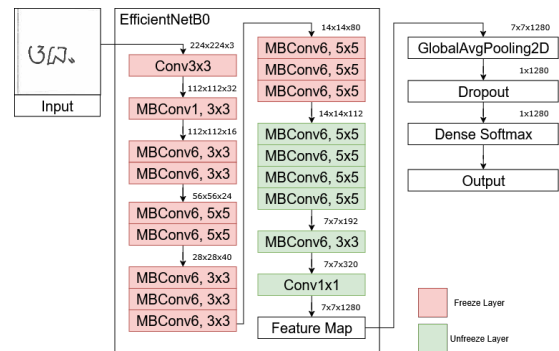 EfficientNetB0
Input
224x224x3
Conv3x3
112x112x32
MBConv1, 3x3
112x112x16
MBConv6, 3x3
MBConv6, 3x3
56x56x24
MBConv6, 5x5
MBConv6, 5x5
28x28x40
MBConv6, 3x3
MBConv6, 3x3
MBConv6, 3x3
14x14x80
MBConv6, 5x5
MBConv6, 5x5
MBConv6, 5x5
14x14x112
MBConv6, 5x5
MBConv6, 5x5
MBConv6, 5x5
MBConv6, 5x5
7x7x192
MBConv6, 3x3
7x7x320
Conv1x1
7x7x1280
Feature Map
7x7x1280
GlobalAvgPooling2D
1x1280
Dropout
1x1280
Dense Softmax
Output
Freeze Layer
Unfreeze Layer